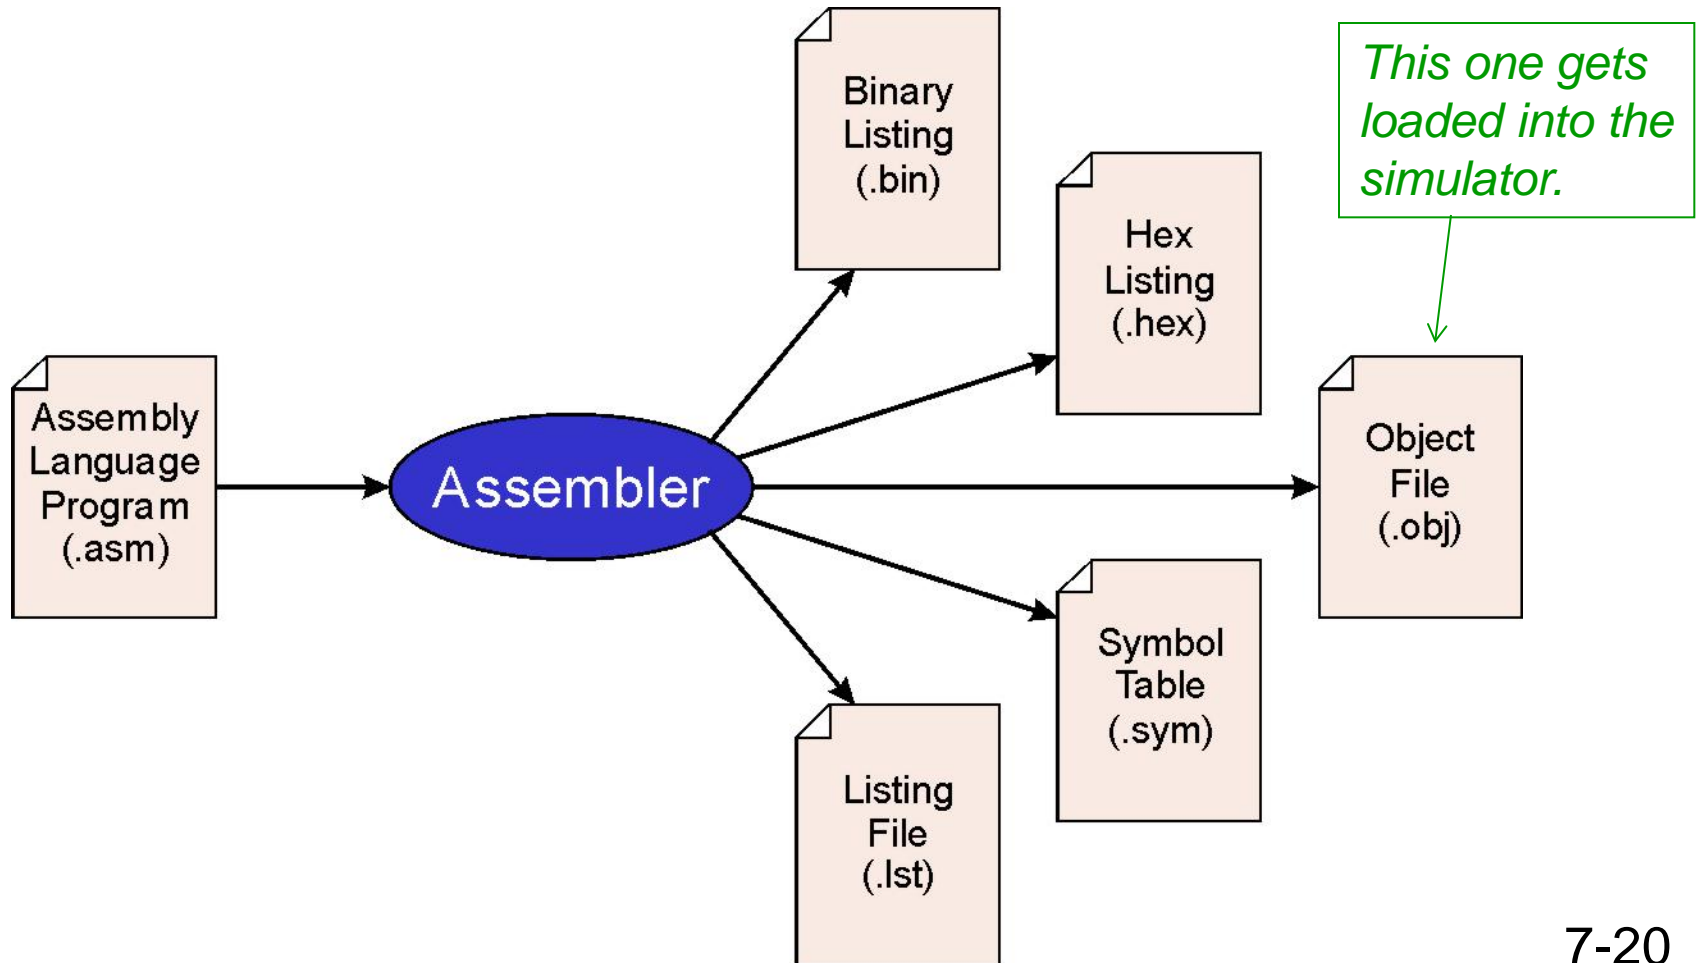 Binary
Listing
(.bin)
This one gets
loaded into the
simulator.
Hex
Listing
(.hex)
Assembly
Language
Program
(.asm)
Assembler
Object
File
(.obj)
Symbol
Table
(.sym)
Listing
File
(.lst)
7-20